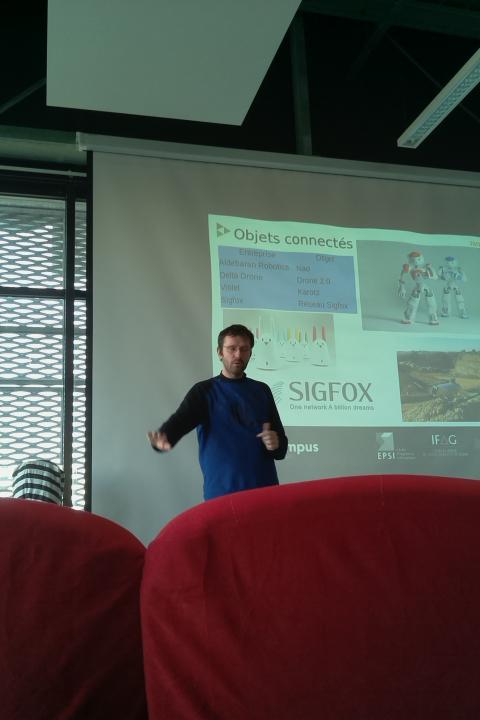 Objets connectés
Entreprise Objet
Aldebaran Robotics Nao
Delta Drone Drone 2.0
Violet Karotz
Sigfox Réseau Sigfox
SIGFOX
One network A billion dreams
mpus
EPSI
IFAG